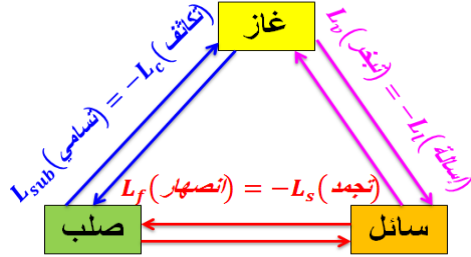 غاز
L_sub(تسامي) = -L_c(تكاثف)
L_v(تبخر) = -L_l(إسالة)
L_f(انصهار) = -L_s(تجمد)
صلب
سائل